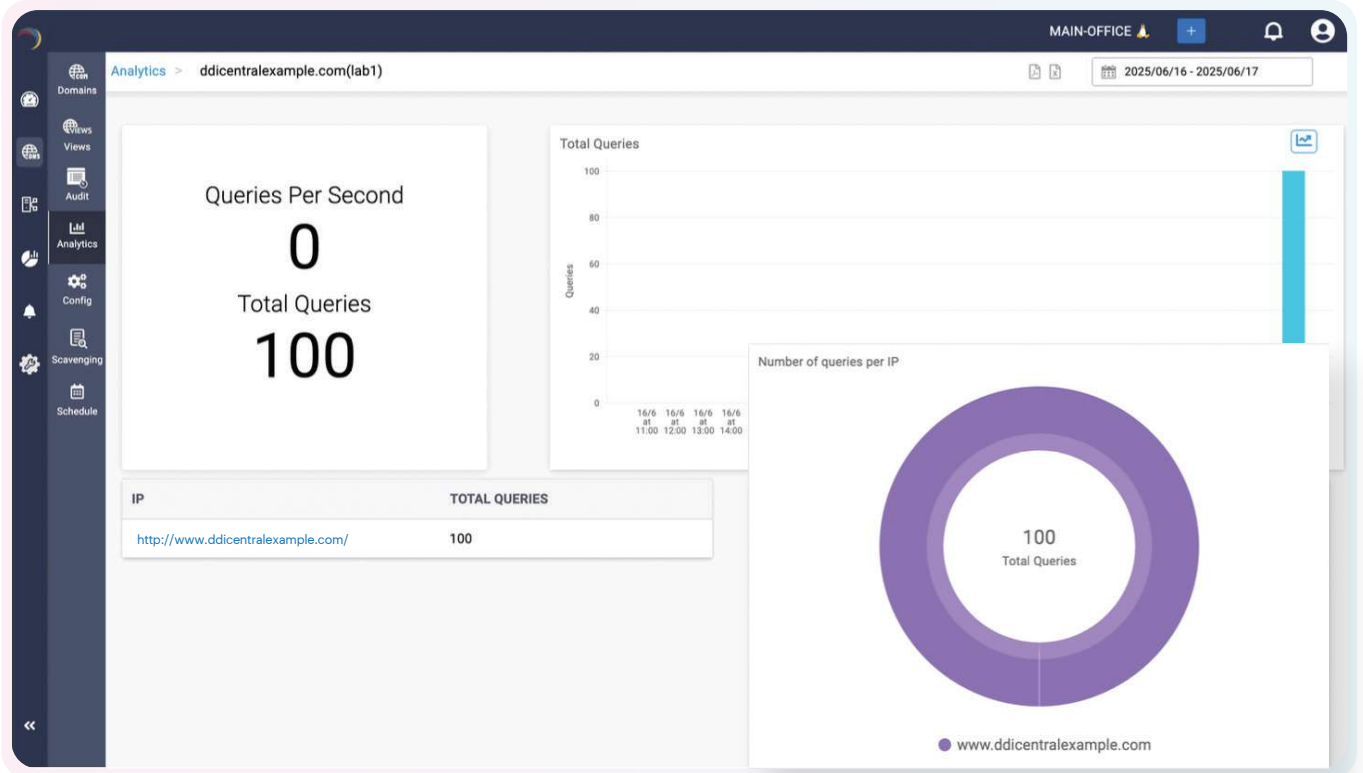 MAIN-OFFICE
+
Analytics > ddicentralexample.com(lab1)
2025/06/16 - 2025/06/17
Domains
Views
Audit
Analytics
Config
Scavenging
Schedule
Queries Per Second
0
Total Queries
100
Total Queries
Queries
100
80
60
40
20
0
16/6 at 11:00
16/6 at 12:00
16/6 at 13:00
16/6 at 14:00
IP TOTAL QUERIES
http://www.ddicentralexample.com/ 100
Number of queries per IP
100
Total Queries
www.ddicentralexample.com
«